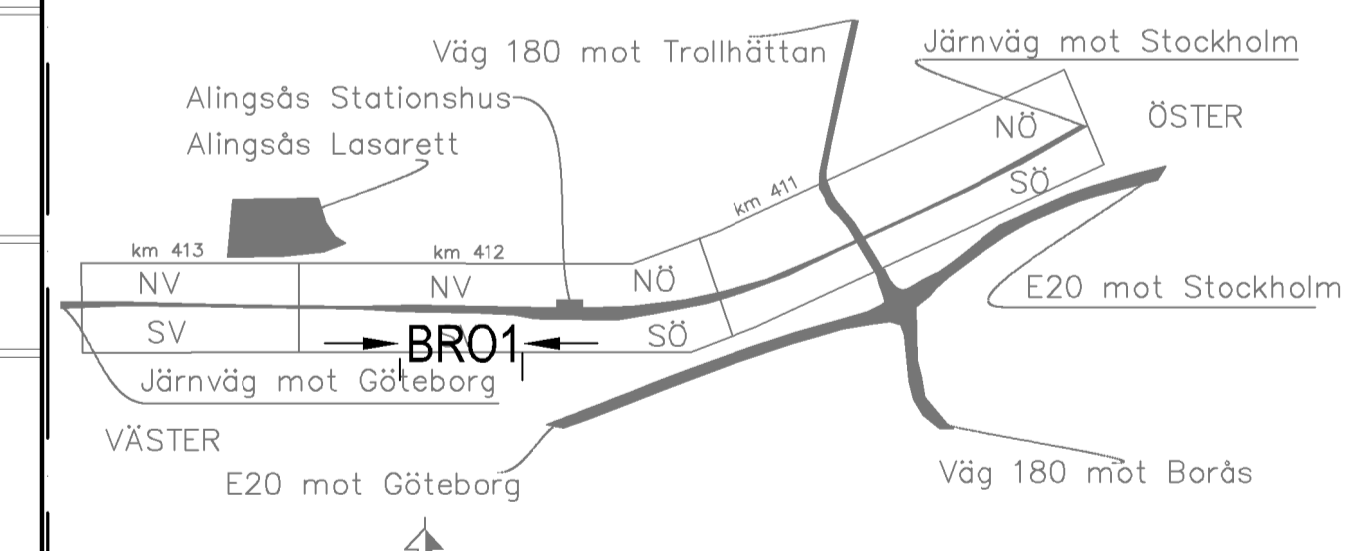 Väg 180 mot Trollhättan
Järnväg mot Stockholm
Alingsås Stationshus
Alingsås Lasarett
NÖ
ÖSTER
SÖ
km 411
km 413
km 412
NV
NV
NÖ
E20 mot Stockholm
SV
BRO1
SÖ
Järnväg mot Göteborg
VÄSTER
E20 mot Göteborg
Väg 180 mot Borås